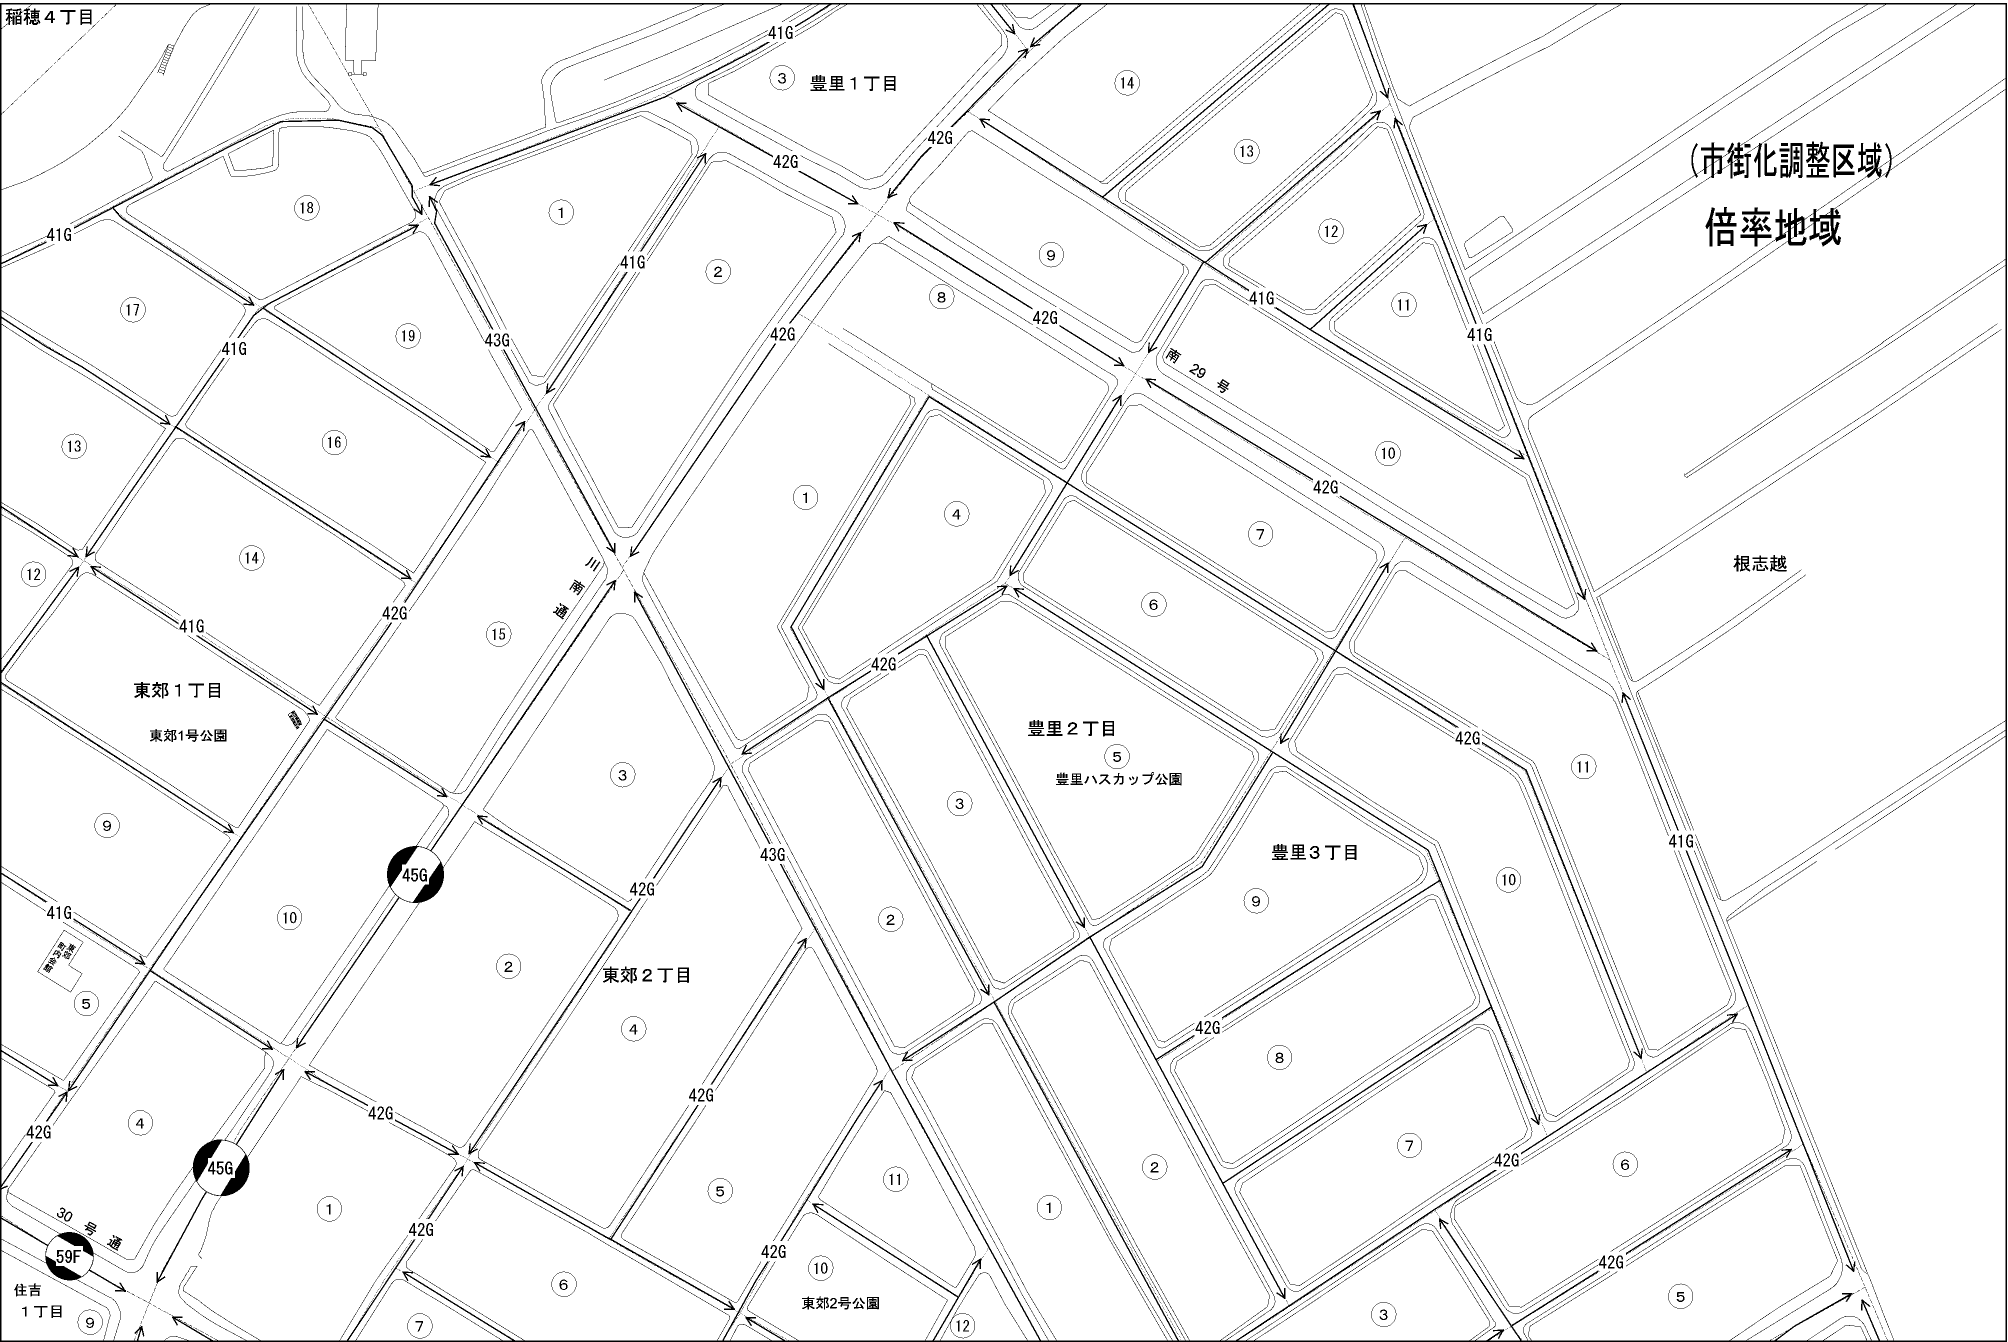 稲穂４丁目
41G
③
豊里１丁目
⑭
42G
42G
⑬
(市街化調整区域)
倍率地域
⑱
①
41G
41G
②
⑨
⑫
⑧
41G
⑪
⑰
⑲
43G
42G
42G
41G
41G
南 29 号
⑬
⑯
⑩
①
42G
④
⑦
⑭
⑫
川南通
根志越
⑥
42G
41G
⑮
42G
東郊１丁目
東郊1号公園
豊里２丁目
⑤
豊里ハスカップ公園
42G
⑪
③
③
⑨
43G
豊里３丁目
41G
45G
42G
⑩
⑨
41G
⑩
②
②
東郊２丁目
⑤
④
42G
⑧
42G
42G
④
42G
⑦
45G
42G
⑥
②
⑪
⑤
①
①
30 号 通
42G
59F
42G
42G
⑩
⑥
住吉
１丁目
⑨
東郊2号公園
⑤
③
⑦
⑫